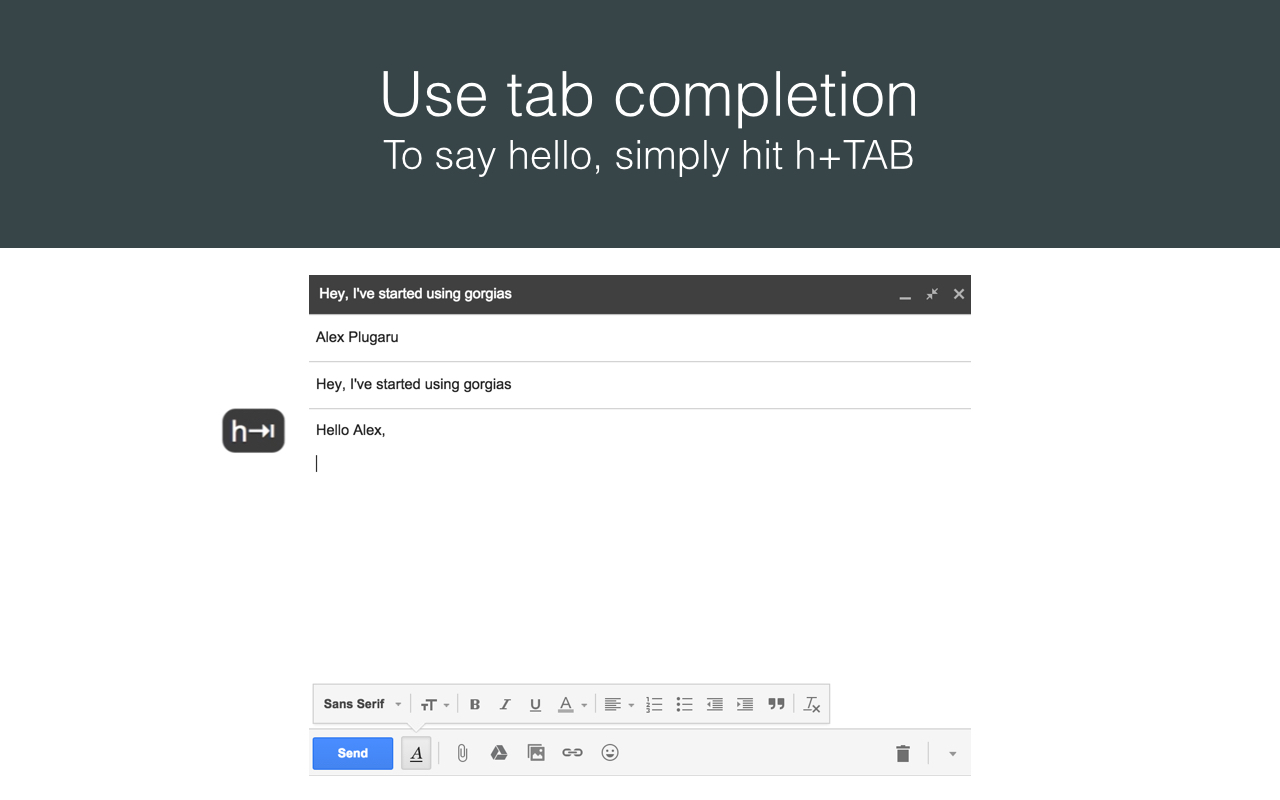 Use tab completion
To say hello, simply hit h+TAB
Hey, I've started using gorgias
Alex Plugaru
Hey, I've started using gorgias
h⇥
Hello Alex,
Sans Serif
Send